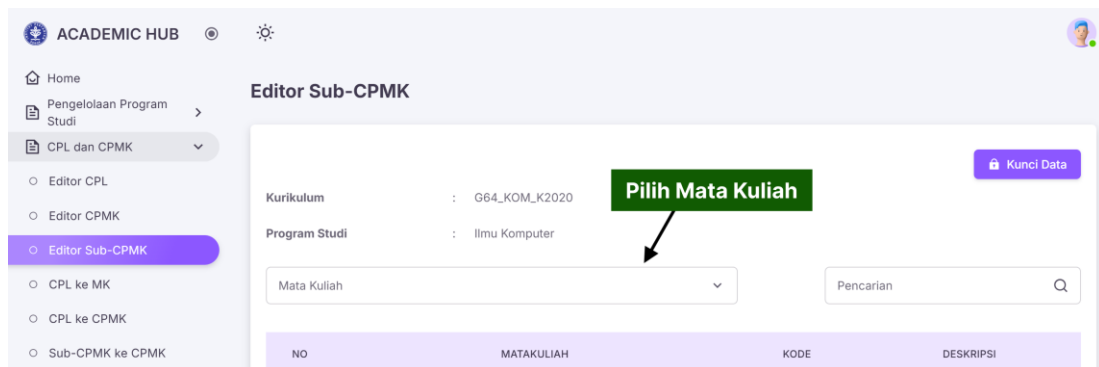 ACADEMIC HUB
Home
Pengelolaan Program
Studi
CPL dan CPMK
Editor CPL
Editor CPMK
Editor Sub-CPMK
CPL ke MK
CPL ke CPMK
Sub-CPMK ke CPMK
Editor Sub-CPMK
Kunci Data
Pilih Mata Kuliah
Kurikulum : G64_KOM_K2020
Program Studi : Ilmu Komputer
Mata Kuliah
Pencarian
NO MATAKULIAH KODE DESKRIPSI